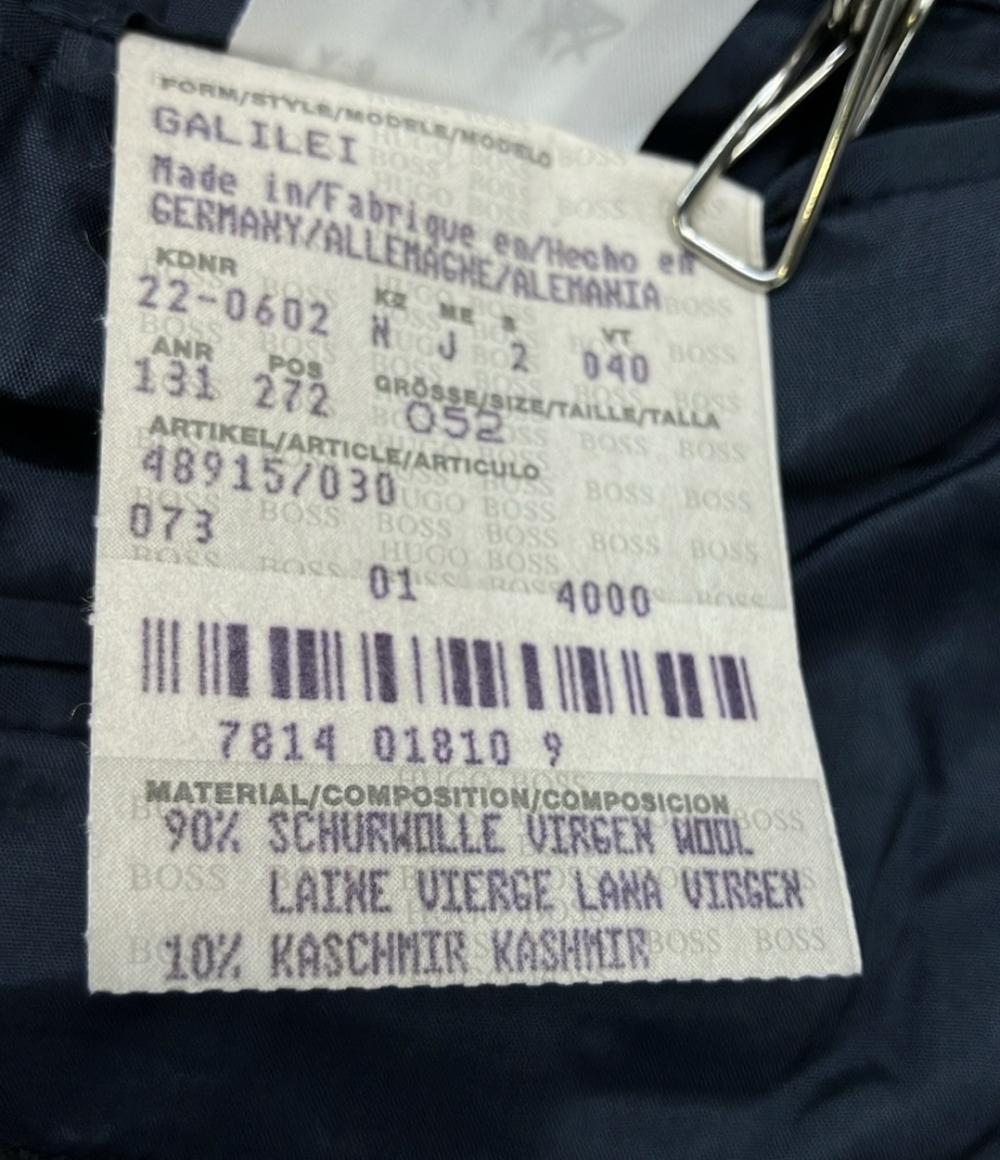 FORM/STYLE/MODELE/MODELO
GALILEI
Made in/Fabrique en/Hecho en
GERMANY/ALLEMAGNE/ALEMANIA
KDNR KZ ME S VT
22-0602 N J 2 040
ANR POS GRÖSSE/SIZE/TAILLE/TALLA
131 272 052
ARTIKEL/ARTICLE/ARTICULO
48915/030
073
01 4000
7814 01810 9
MATERIAL/COMPOSITION/COMPOSICION
90% SCHURWOLLE VIRGEN WOOL
LAINE VIERGE LANA VIRGEN
10% KASCHMIR KASHMIR
HUGO BOSS